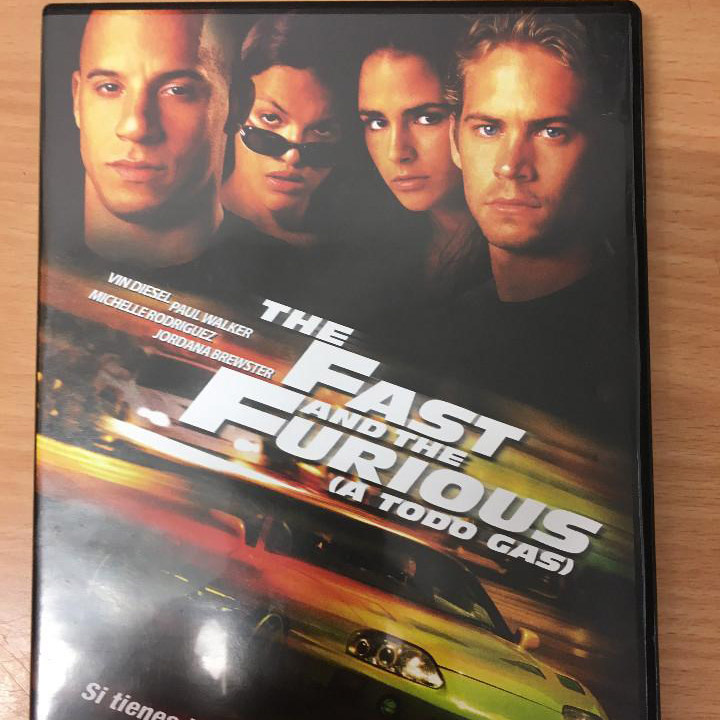 VIN DIESEL PAUL WALKER
MICHELLE RODRIGUEZ
JORDANA BREWSTER
THE
FAST
AND THE
FURIOUS
(A TODO GAS)
Si tienes